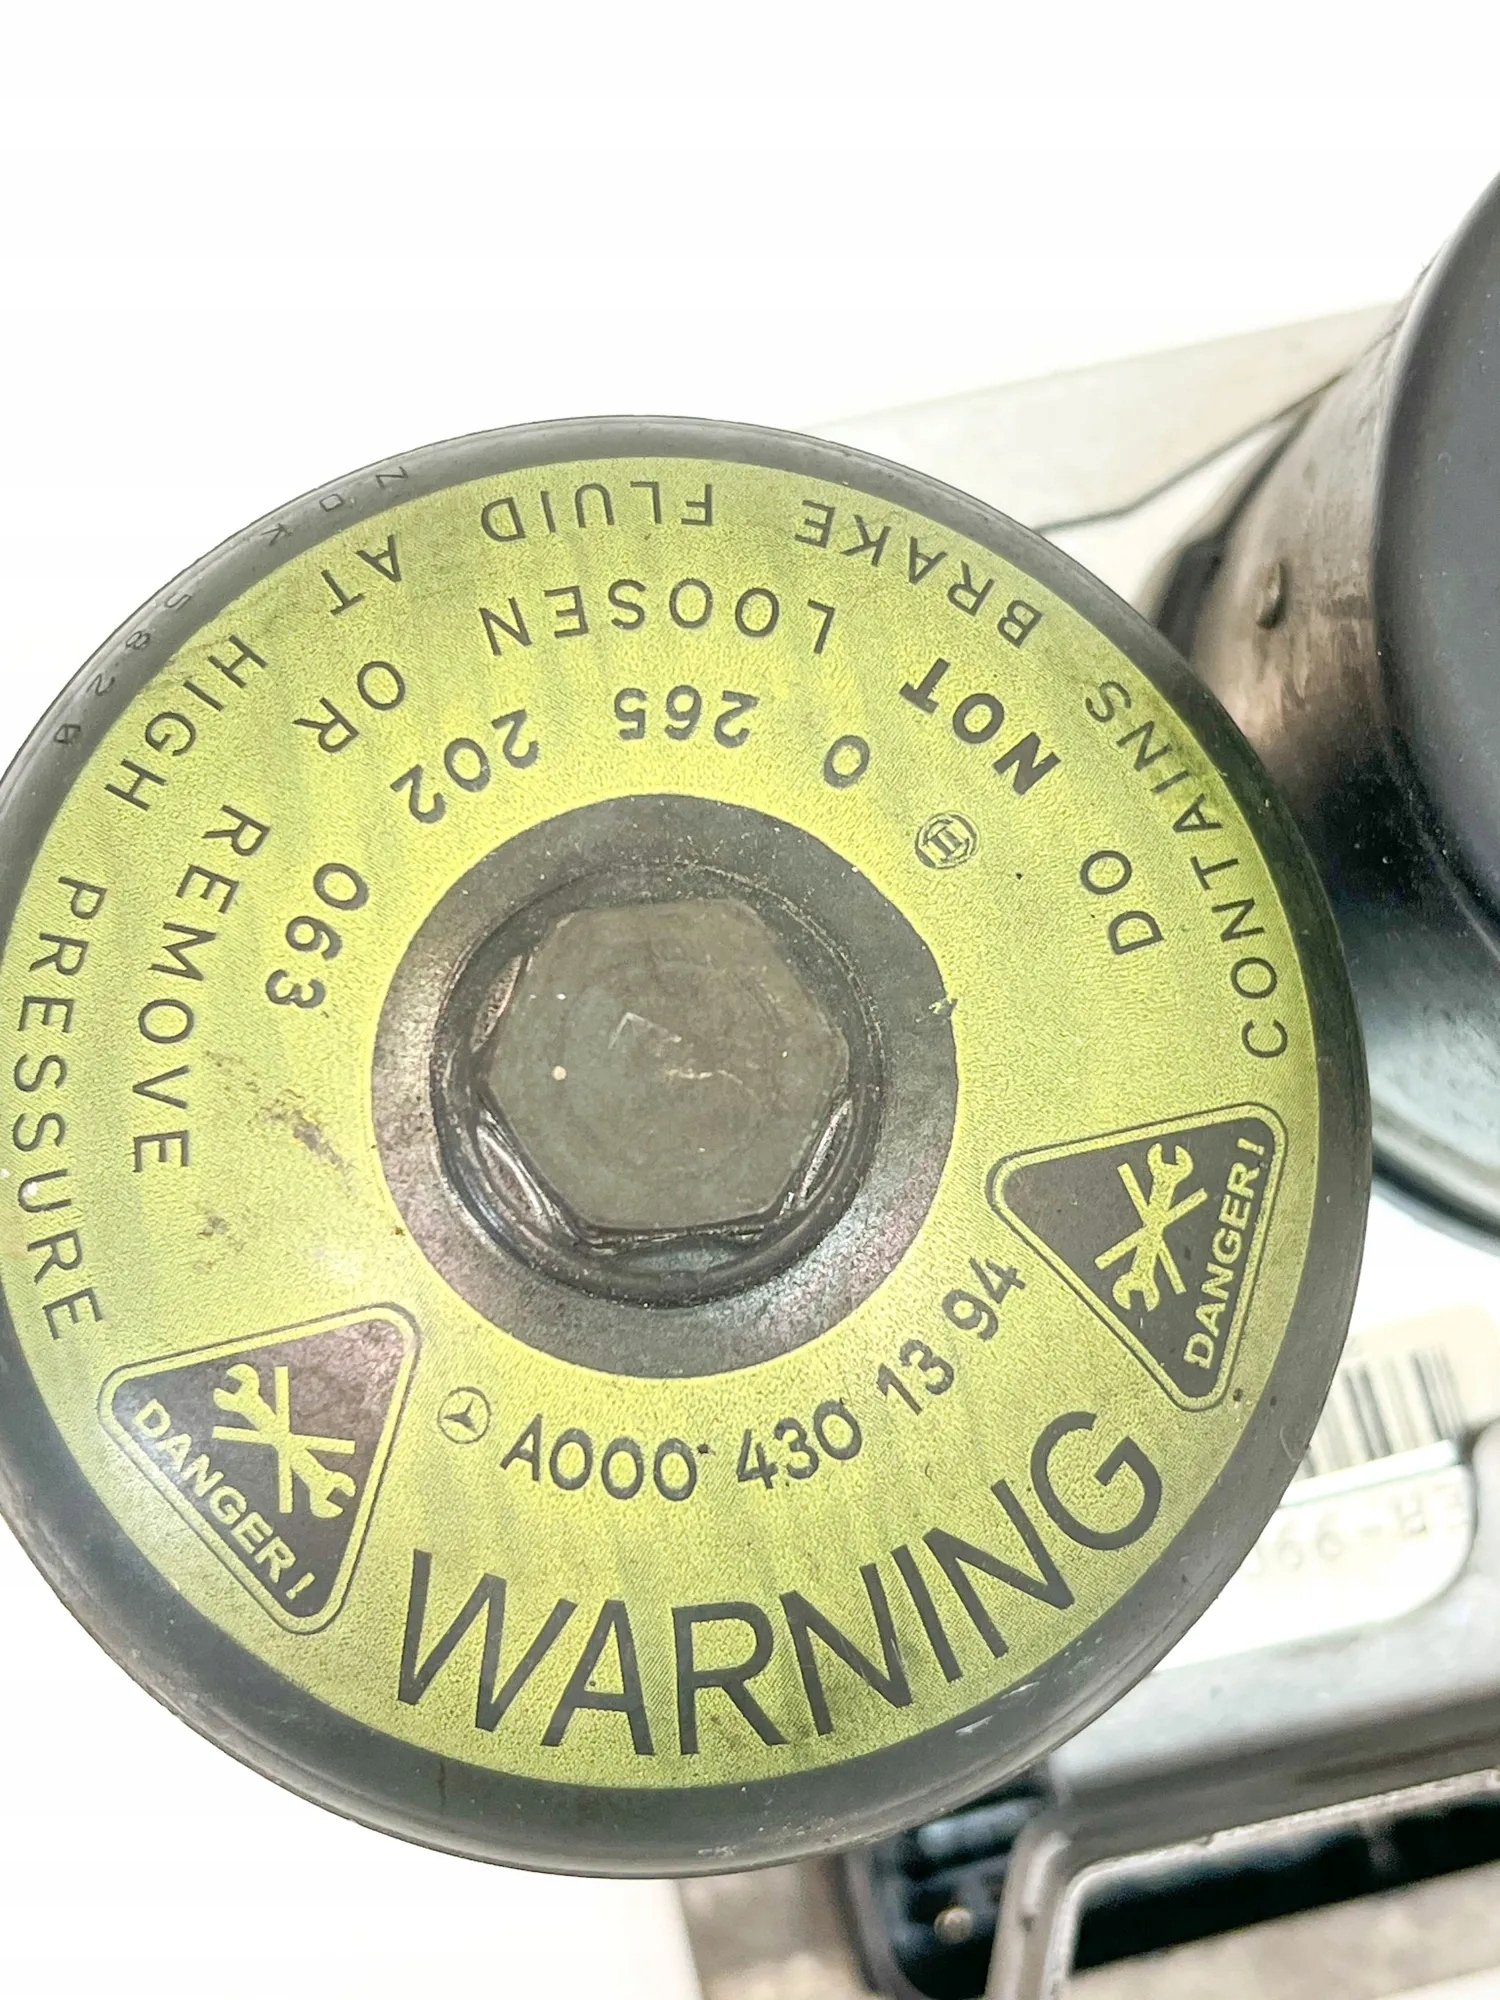 CONTAINS BRAKE FLUID AT HIGH PRESSURE
DO NOT LOOSEN OR REMOVE
0 265 202 063
DANGER!
DANGER!
A000 430 13 94
WARNING
NOK